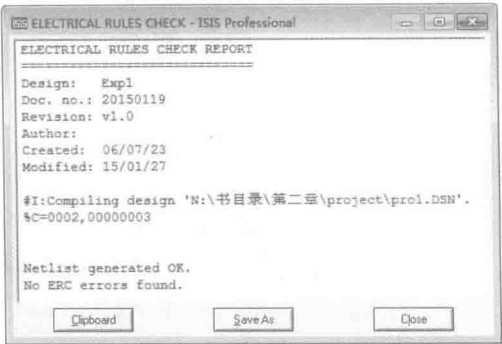 ELECTRICAL RULES CHECK - ISIS Professional
ELECTRICAL RULES CHECK REPORT
=============================
Design: Exp1
Doc. no.: 20150119
Revision: v1.0
Author:
Created: 06/07/23
Modified: 15/01/27
#I:Compiling design 'N:\书目录\第二章\project\pro1.DSN'.
%C=0002,00000003
Netlist generated OK.
No ERC errors found.
Clipboard
Save As
Close